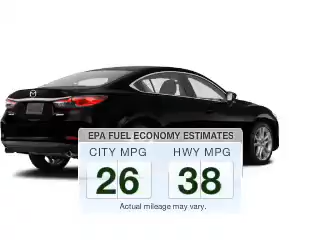 EPA FUEL ECONOMY ESTIMATES
CITY MPG HWY MPG
26 38
Actual mileage may vary.